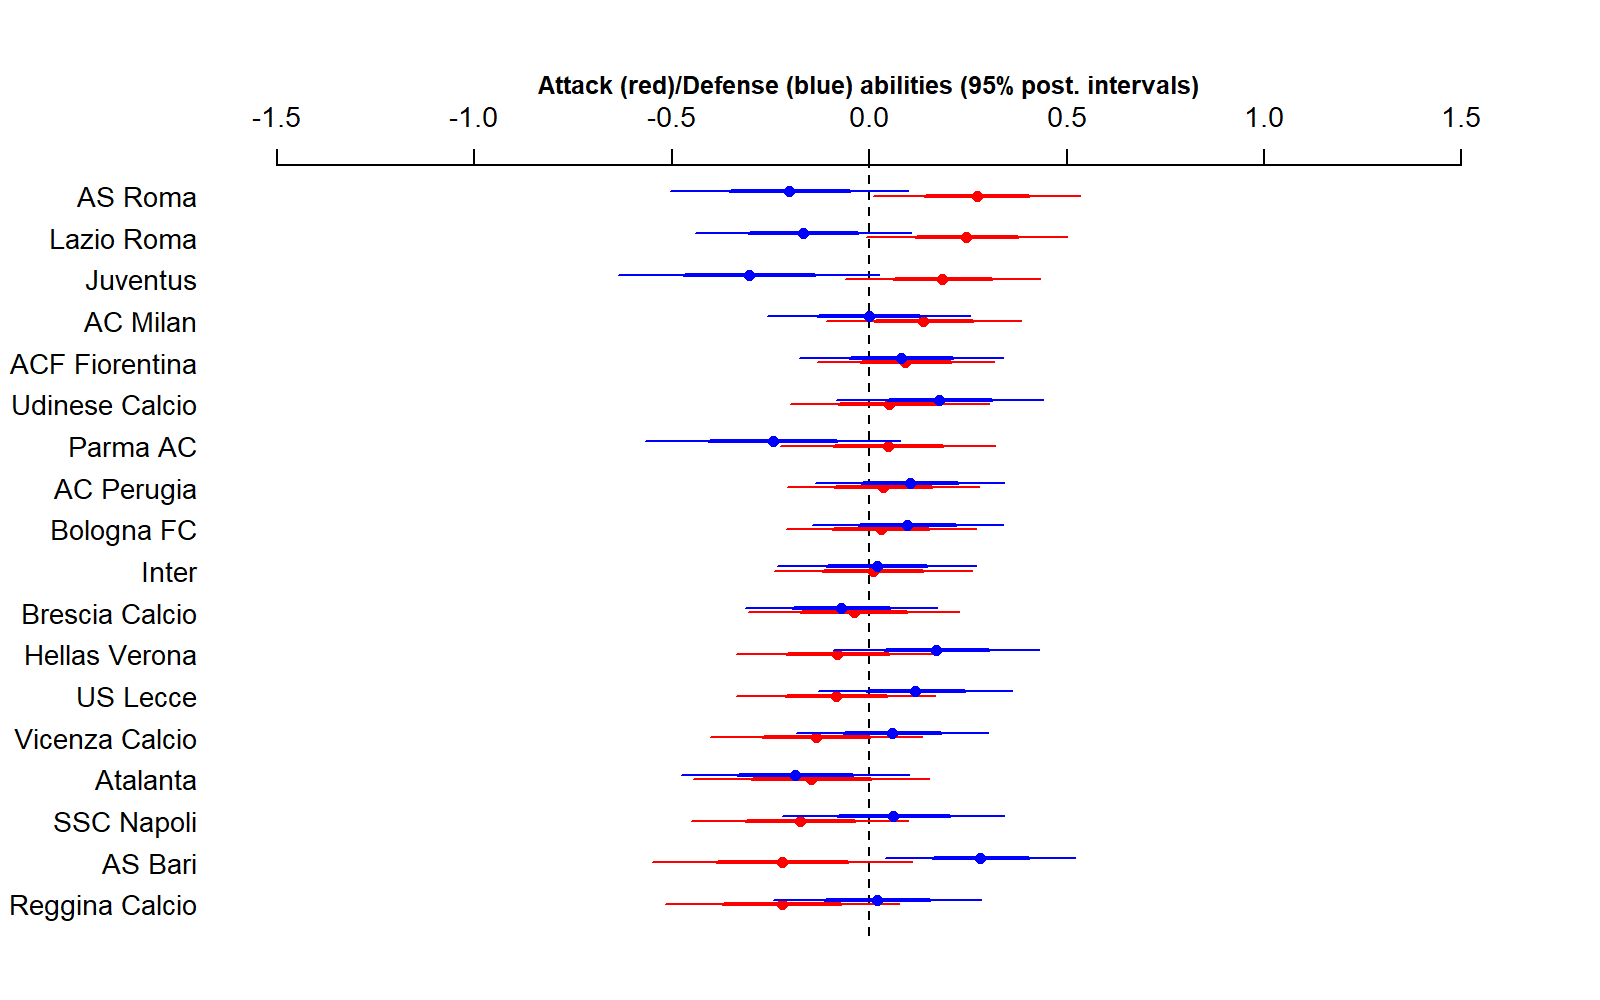 Attack (red)/Defense (blue) abilities (95% post. intervals)
-1.5 -1.0 -0.5 0.0 0.5 1.0 1.5
AS Roma
Lazio Roma
Juventus
AC Milan
ACF Fiorentina
Udinese Calcio
Parma AC
AC Perugia
Bologna FC
Inter
Brescia Calcio
Hellas Verona
US Lecce
Vicenza Calcio
Atalanta
SSC Napoli
AS Bari
Reggina Calcio